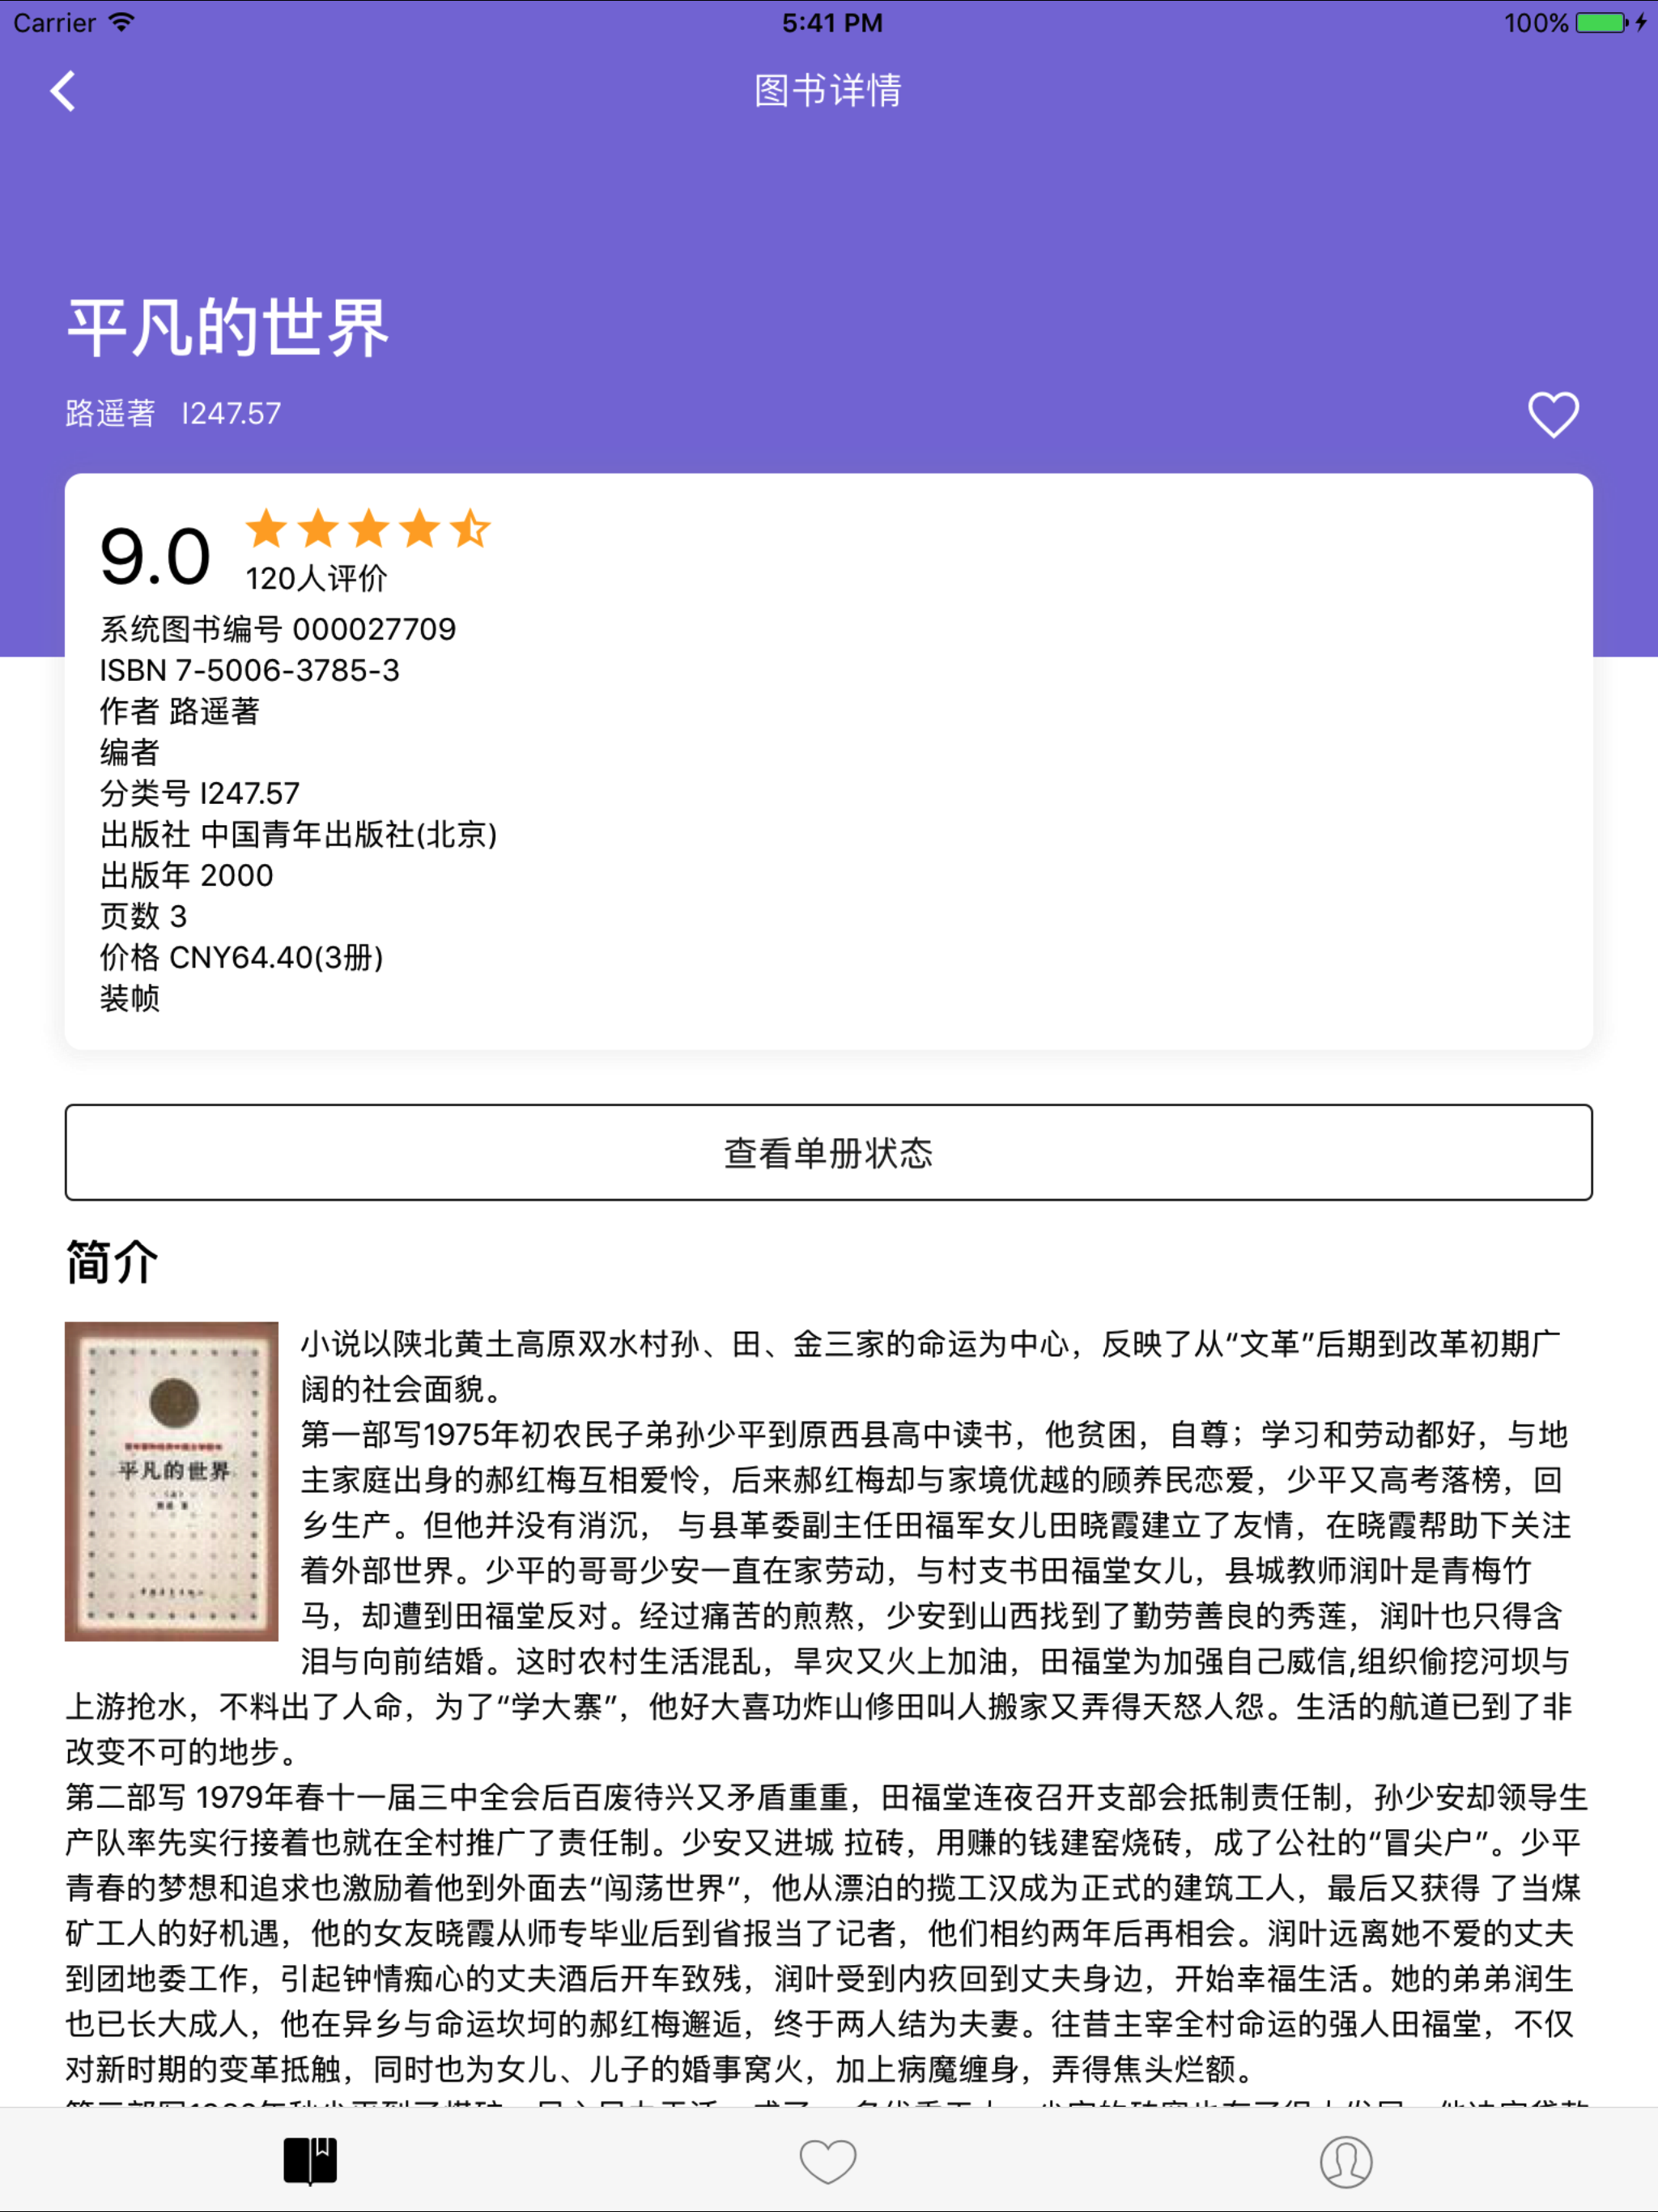 Carrier
5:41 PM
100%
图书详情
平凡的世界
路遥著 I247.57
9.0
120人评价
系统图书编号 000027709
ISBN 7-5006-3785-3
作者 路遥著
编者
分类号 I247.57
出版社 中国青年出版社(北京)
出版年 2000
页数 3
价格 CNY64.40(3册)
装帧
查看单册状态
简介
平凡的世界
小说以陕北黄土高原双水村孙、田、金三家的命运为中心，反映了从“文革”后期到改革初期广
阔的社会面貌。
第一部写1975年初农民子弟孙少平到原西县高中读书，他贫困，自尊；学习和劳动都好，与地
主家庭出身的郝红梅互相爱怜，后来郝红梅却与家境优越的顾养民恋爱，少平又高考落榜，回
乡生产。但他并没有消沉， 与县革委副主任田福军女儿田晓霞建立了友情，在晓霞帮助下关注
着外部世界。少平的哥哥少安一直在家劳动，与村支书田福堂女儿，县城教师润叶是青梅竹
马，却遭到田福堂反对。经过痛苦的煎熬，少安到山西找到了勤劳善良的秀莲，润叶也只得含
泪与向前结婚。这时农村生活混乱，旱灾又火上加油，田福堂为加强自己威信,组织偷挖河坝与
上游抢水，不料出了人命，为了“学大寨”，他好大喜功炸山修田叫人搬家又弄得天怒人怨。生活的航道已到了非
改变不可的地步。
第二部写 1979年春十一届三中全会后百废待兴又矛盾重重，田福堂连夜召开支部会抵制责任制，孙少安却领导生
产队率先实行接着也就在全村推广了责任制。少安又进城 拉砖，用赚的钱建窑烧砖，成了公社的“冒尖户”。少平
青春的梦想和追求也激励着他到外面去“闯荡世界”，他从漂泊的揽工汉成为正式的建筑工人，最后又获得 了当煤
矿工人的好机遇，他的女友晓霞从师专毕业后到省报当了记者，他们相约两年后再相会。润叶远离她不爱的丈夫
到团地委工作，引起钟情痴心的丈夫酒后开车致残，润叶受到内疚回到丈夫身边，开始幸福生活。她的弟弟润生
也已长大成人，他在异乡与命运坎坷的郝红梅邂逅，终于两人结为夫妻。往昔主宰全村命运的强人田福堂，不仅
对新时期的变革抵触，同时也为女儿、儿子的婚事窝火，加上病魔缠身，弄得焦头烂额。